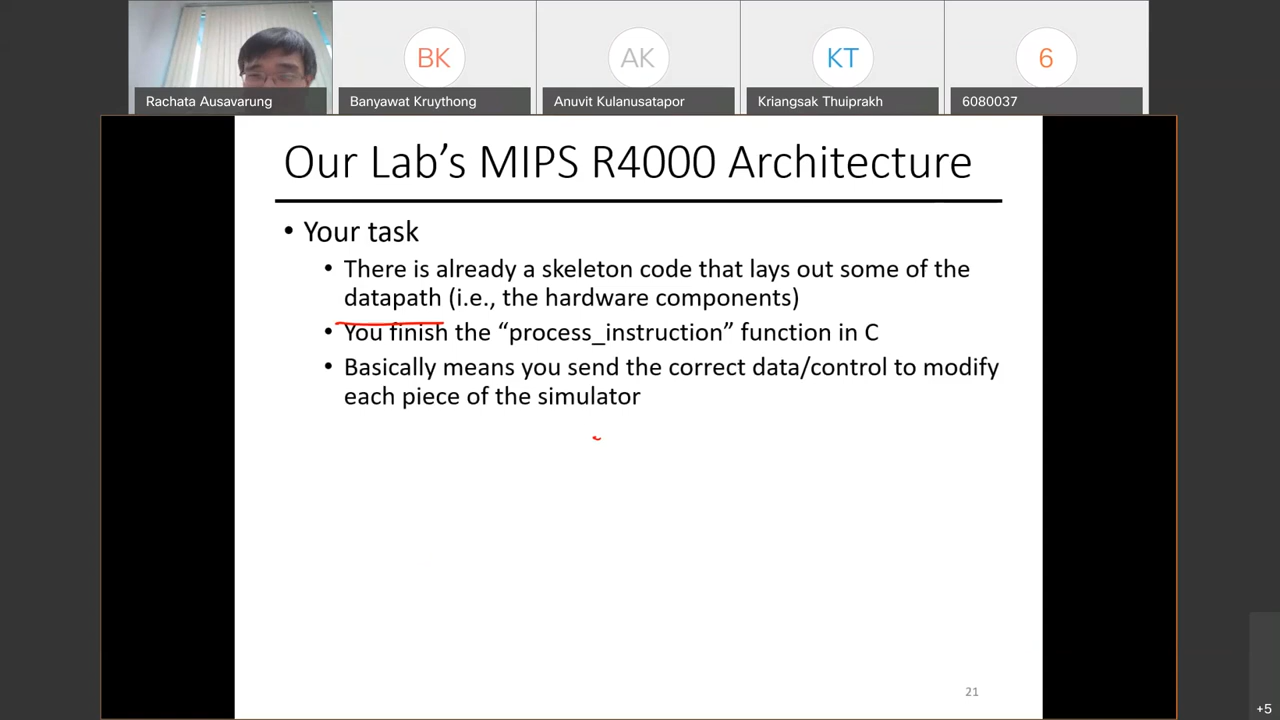 BK
AK
KT
6
Rachata Ausavarung
Banyawat Kruythong
Anuvit Kulanusatapor
Kriangsak Thuiprakh
6080037
Our Lab's MIPS R4000 Architecture
• Your task
• There is already a skeleton code that lays out some of the
datapath (i.e., the hardware components)
• You finish the “process_instruction” function in C
• Basically means you send the correct data/control to modify
each piece of the simulator
21
+5